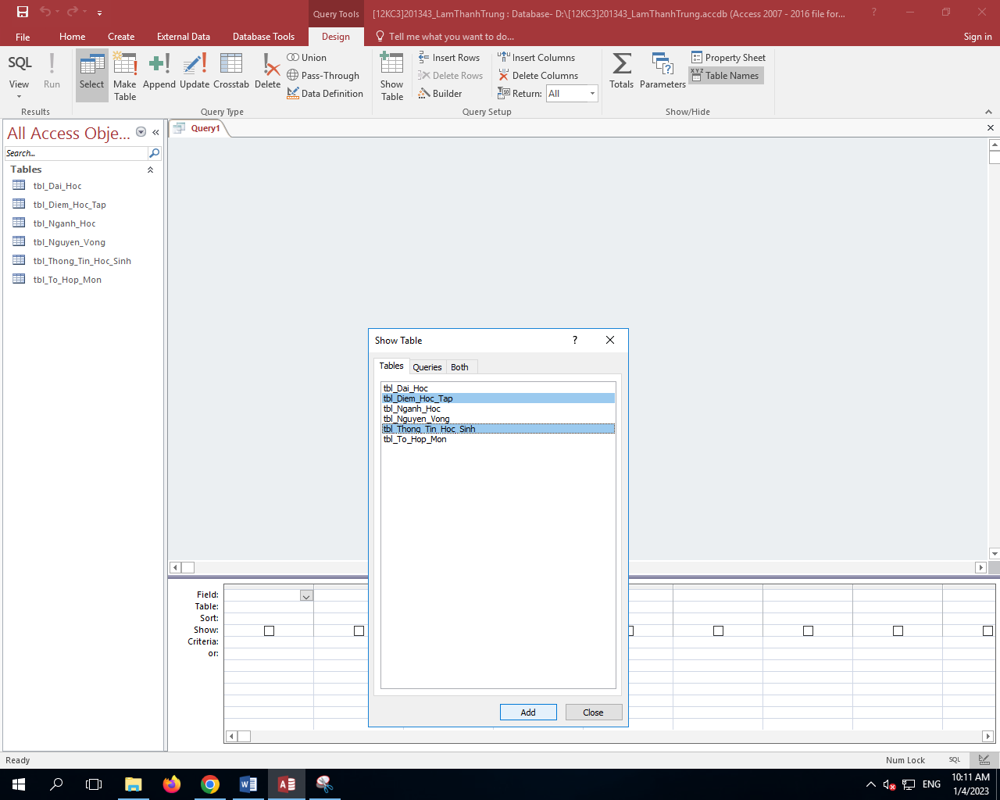 Query Tools
[12KC3]201343_LamThanhTrung : Database- D:\[12KC3]201343_LamThanhTrung.accdb (Access 2007 - 2016 file for...
?
File Home Create External Data Database Tools Design Tell me what you want to do... Sign in
SQL
View
Run
Results
Select
Make Table
Append
Update
Crosstab
Delete
Union
Pass-Through
Data Definition
Query Type
Show Table
Insert Rows
Delete Rows
Builder
Insert Columns
Delete Columns
Return: All
Query Setup
Totals
Parameters
Property Sheet
XYZ Table Names
Show/Hide
All Access Obje...
Search...
Tables
tbl_Dai_Hoc
tbl_Diem_Hoc_Tap
tbl_Nganh_Hoc
tbl_Nguyen_Vong
tbl_Thong_Tin_Hoc_Sinh
tbl_To_Hop_Mon
Query1
Show Table ?
Tables Queries Both
tbl_Dai_Hoc
tbl_Diem_Hoc_Tap
tbl_Nganh_Hoc
tbl_Nguyen_Vong
tbl_Thong_Tin_Hoc_Sinh
tbl_To_Hop_Mon
Add Close
Field:
Table:
Sort:
Show:
Criteria:
or:
Ready
Num Lock SQL
ENG
10:11 AM
1/4/2023